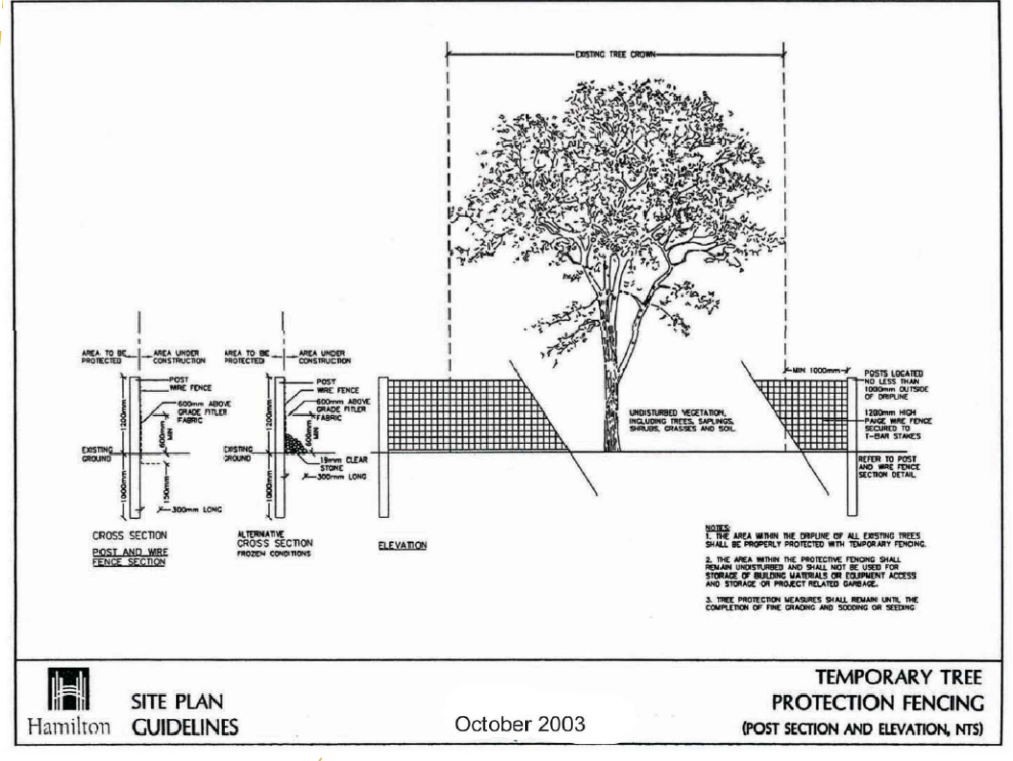 EXISTING TREE CROWN
AREA TO BE
PROTECTED
AREA UNDER
CONSTRUCTION
POST
WIRE FENCE
600mm ABOVE
GRADE FITLER
FABRIC
1200mm
600mm
MIN
EXISTING
GROUND
1000mm
150mm
300mm LONG
CROSS SECTION
POST AND WIRE
FENCE SECTION
AREA TO BE
PROTECTED
AREA UNDER
CONSTRUCTION
POST
WIRE FENCE
600mm ABOVE
GRADE FITLER
FABRIC
1200mm
600mm
MIN
EXISTING
GROUND
19mm CLEAR
STONE
1000mm
300mm LONG
ALTERNATIVE
CROSS SECTION
FROZEN CONDITIONS
ELEVATION
UNDISTURBED VEGETATION,
INCLUDING TREES, SAPLINGS,
SHRUBS, GRASSES AND SOIL.
MIN 1000mm
POSTS LOCATED
NO LESS THAN
1000mm OUTSIDE
OF DRIPLINE
1200mm HIGH
PAIGE WIRE FENCE
SECURED TO
T-BAR STAKES
REFER TO POST
AND WIRE FENCE
SECTION DETAIL.
NOTES:
1. THE AREA WITHIN THE DRIPLINE OF ALL EXISTING TREES
SHALL BE PROPERLY PROTECTED WITH TEMPORARY FENCING.
2. THE AREA WITHIN THE PROTECTIVE FENCING SHALL
REMAIN UNDISTURBED AND SHALL NOT BE USED FOR
STORAGE OF BUILDING MATERIALS OR EQUIPMENT ACCESS
AND STORAGE OR PROJECT RELATED GARBAGE.
3. TREE PROTECTION MEASURES SHALL REMAIN UNTIL THE
COMPLETION OF FINE GRADING AND SODDING OR SEEDING
Hamilton
SITE PLAN
GUIDELINES
October 2003
TEMPORARY TREE
PROTECTION FENCING
(POST SECTION AND ELEVATION, NTS)